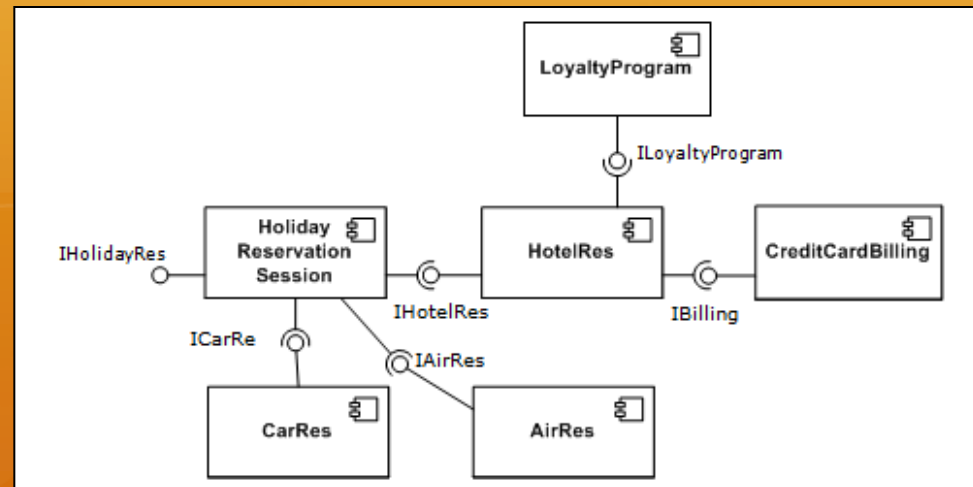 LoyaltyProgram
ILoyaltyProgram
Holiday
Reservation
Session
HotelRes
CreditCardBilling
IHolidayRes
IHotelRes
IBilling
ICarRe
IAirRes
CarRes
AirRes